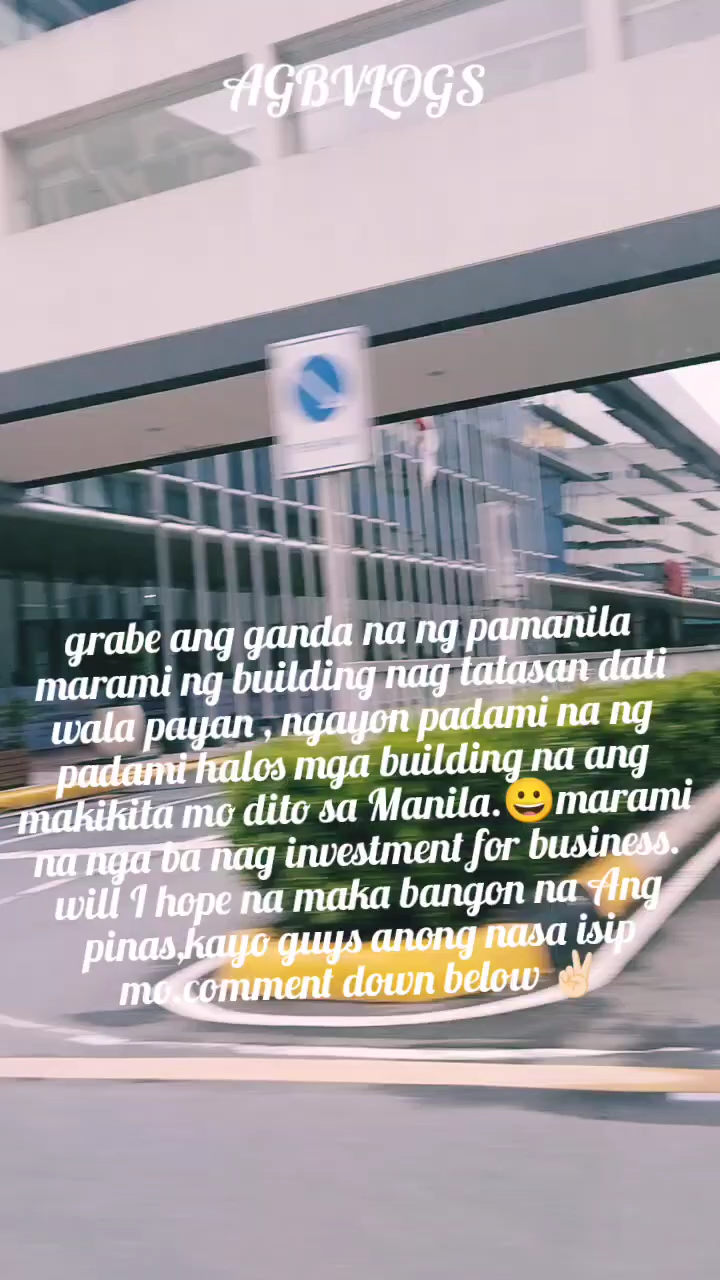 AGBVLOGS
grabe ang ganda na ng pamanila
marami ng building nag tatasan dati
wala payan , ngayon padami na ng
padami halos mga building na ang
makikita mo dito sa Manila.😀marami
na nga ba nag investment for business.
will I hope na maka bangon na Ang
pinas,kayo guys anong nasa isip
mo.comment down below ✌🏻